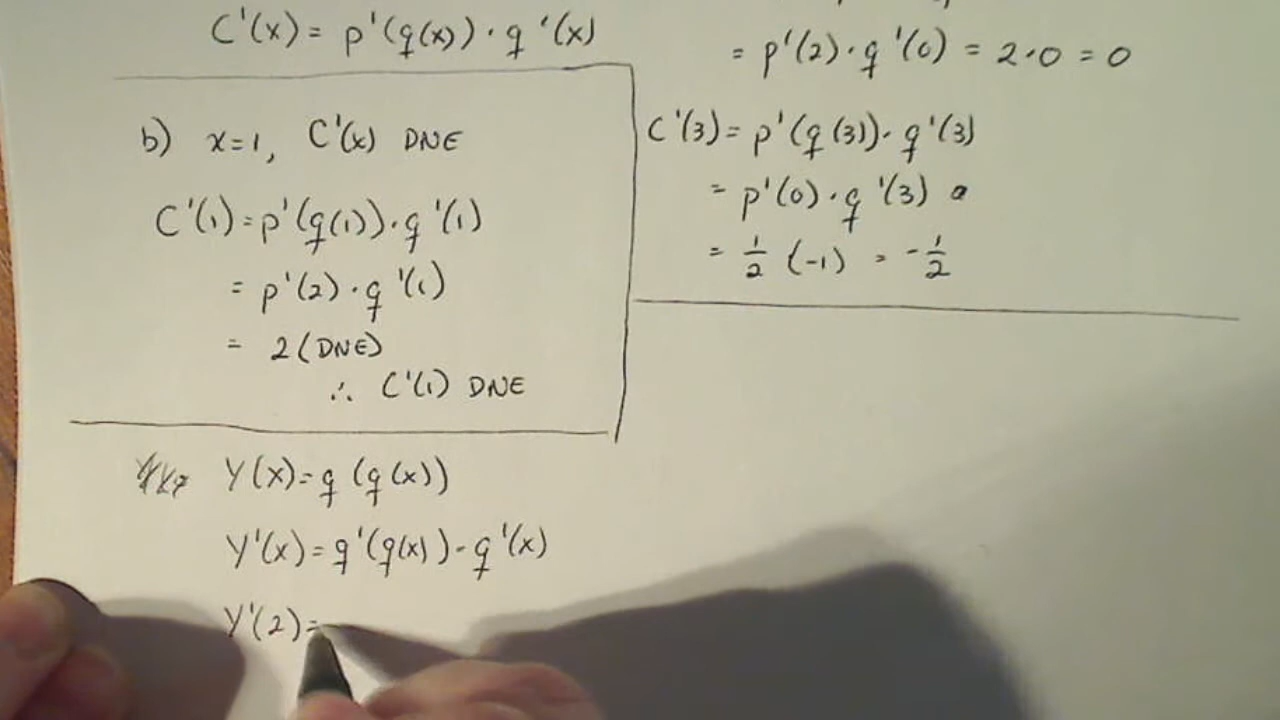 C'(x) = p'(q(x)) · q'(x)
b) x=1, C'(x) DNE
C'(1) = p'(q(1)) · q'(1)
= p'(2) · q'(1)
= 2(DNE)
∴ C'(1) DNE
Y(x) = q(q(x))
Y'(x) = q'(q(x)) · q'(x)
Y'(2) =
= p'(2) · q'(0) = 2·0 = 0
C'(3) = p'(q(3)) · q'(3)
= p'(0) · q'(3)
= 1/2 (-1) = -1/2